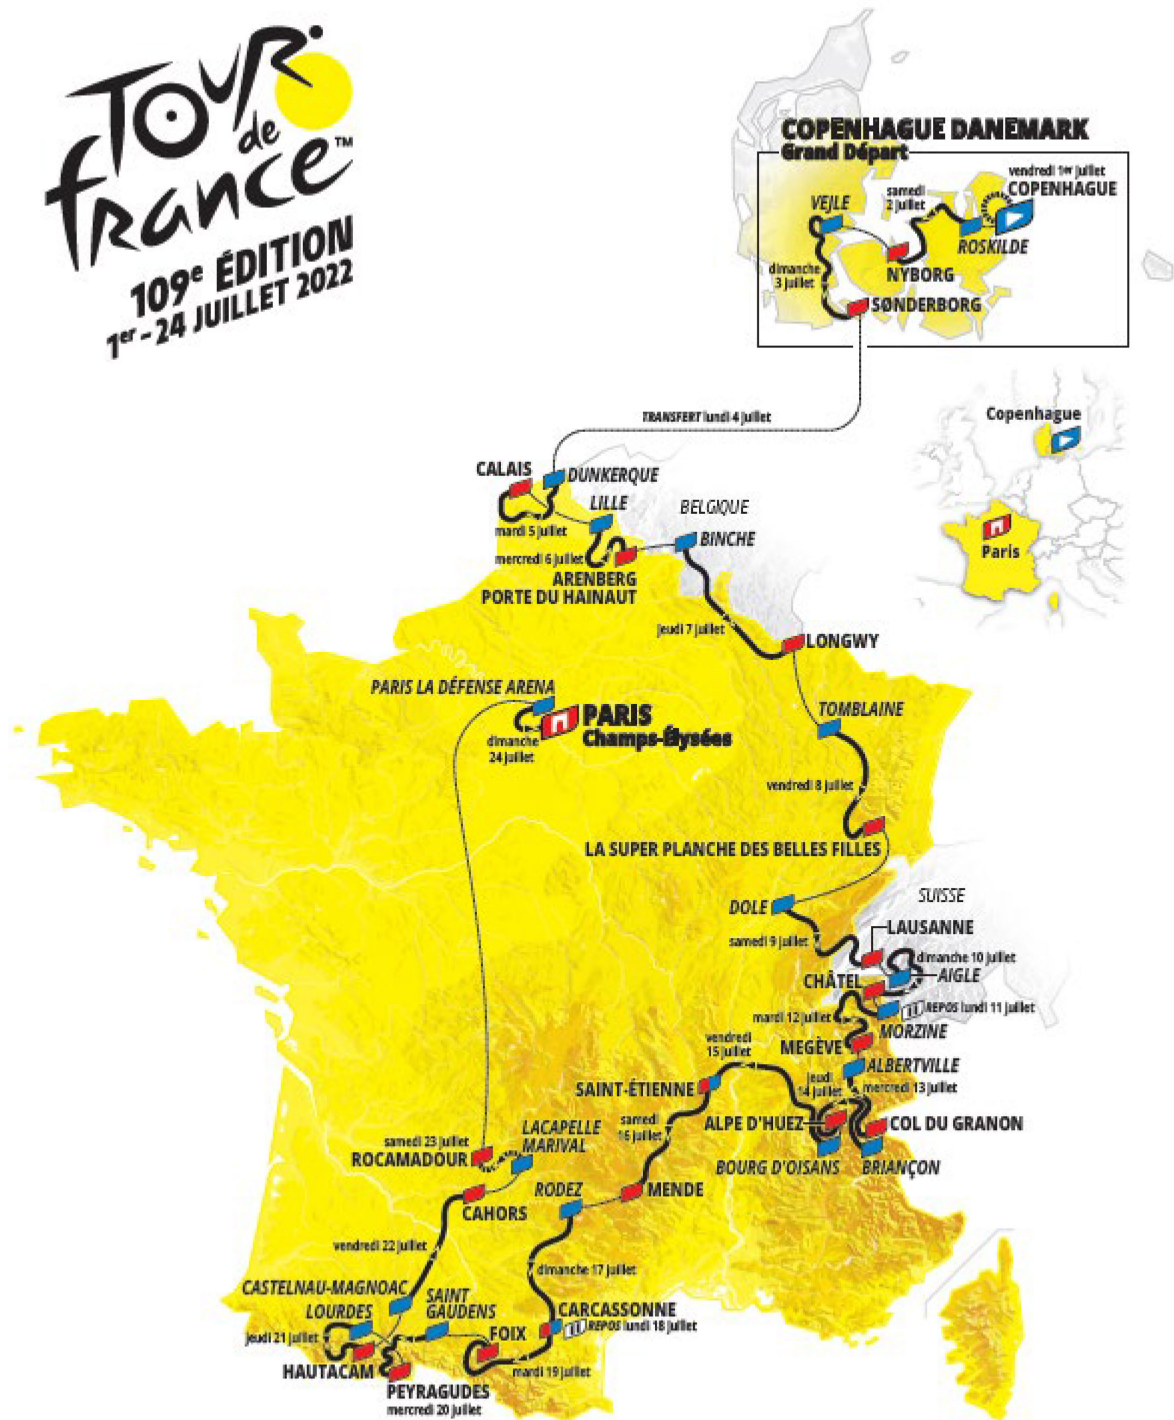 TOUR
de
france™
109e ÉDITION
1er - 24 JUILLET 2022
COPENHAGUE DANEMARK
Grand Départ
vendredi 1er juillet
COPENHAGUE
samedi
2 juillet
VEJLE
ROSKILDE
NYBORG
dimanche
3 juillet
SØNDERBORG
TRANSFERT lundi 4 juillet
Copenhague
Paris
CALAIS
DUNKERQUE
LILLE
mardi 5 juillet
BELGIQUE
BINCHE
mercredi 6 juillet
ARENBERG
PORTE DU HAINAUT
jeudi 7 juillet
LONGWY
PARIS LA DÉFENSE ARENA
PARIS
Champs-Élysées
dimanche
24 juillet
TOMBLAINE
vendredi 8 juillet
LA SUPER PLANCHE DES BELLES FILLES
SUISSE
DOLE
samedi 9 juillet
LAUSANNE
dimanche 10 juillet
AIGLE
CHÂTEL
REPOS lundi 11 juillet
mardi 12 juillet
MORZINE
MEGÈVE
ALBERTVILLE
vendredi
15 juillet
jeudi
14 juillet
mercredi 13 juillet
SAINT-ÉTIENNE
samedi
16 juillet
ALPE D'HUEZ
COL DU GRANON
BOURG D'OISANS
BRIANÇON
LACAPELLE
MARIVAL
samedi 23 juillet
ROCAMADOUR
RODEZ
MENDE
CAHORS
vendredi 22 juillet
dimanche 17 juillet
CASTELNAU-MAGNOAC
LOURDES
SAINT
GAUDENS
CARCASSONNE
REPOS lundi 18 juillet
jeudi 21 juillet
FOIX
HAUTACAM
mardi 19 juillet
PEYRAGUDES
mercredi 20 juillet